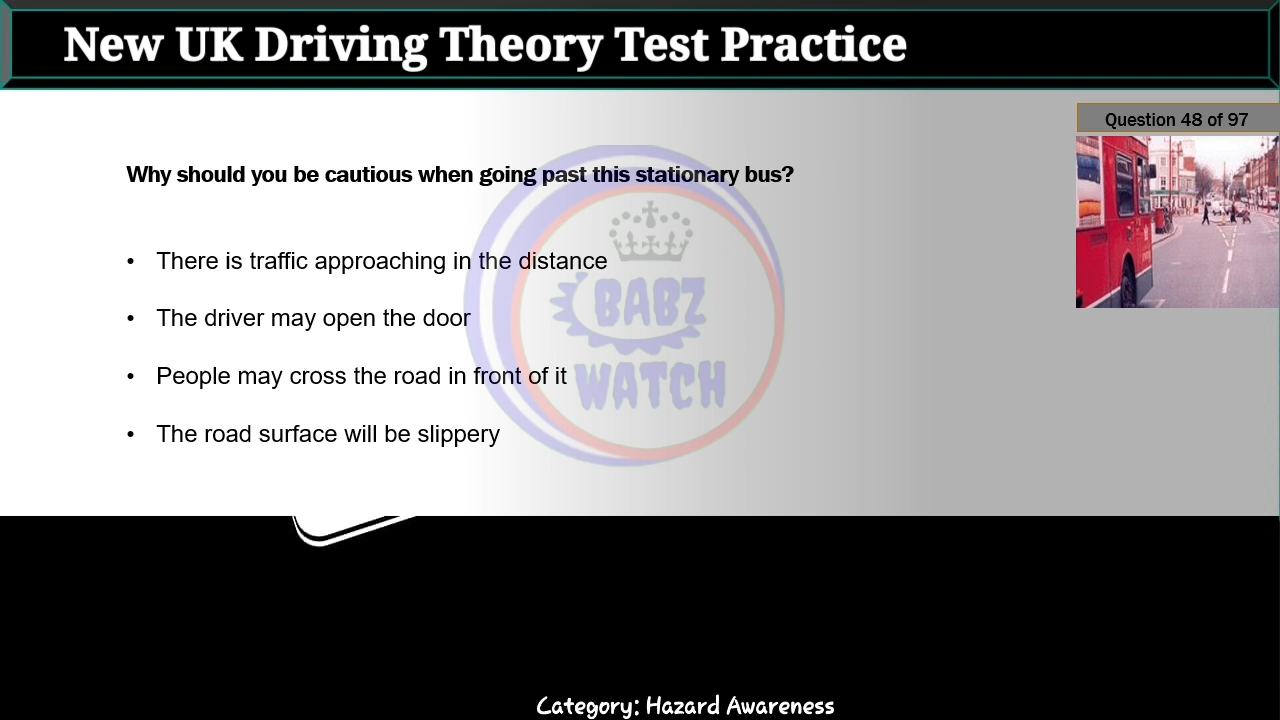 New UK Driving Theory Test Practice
Question 48 of 97
Why should you be cautious when going past this stationary bus?
• There is traffic approaching in the distance
• The driver may open the door
• People may cross the road in front of it
• The road surface will be slippery
BABZ
WATCH
Category: Hazard Awareness